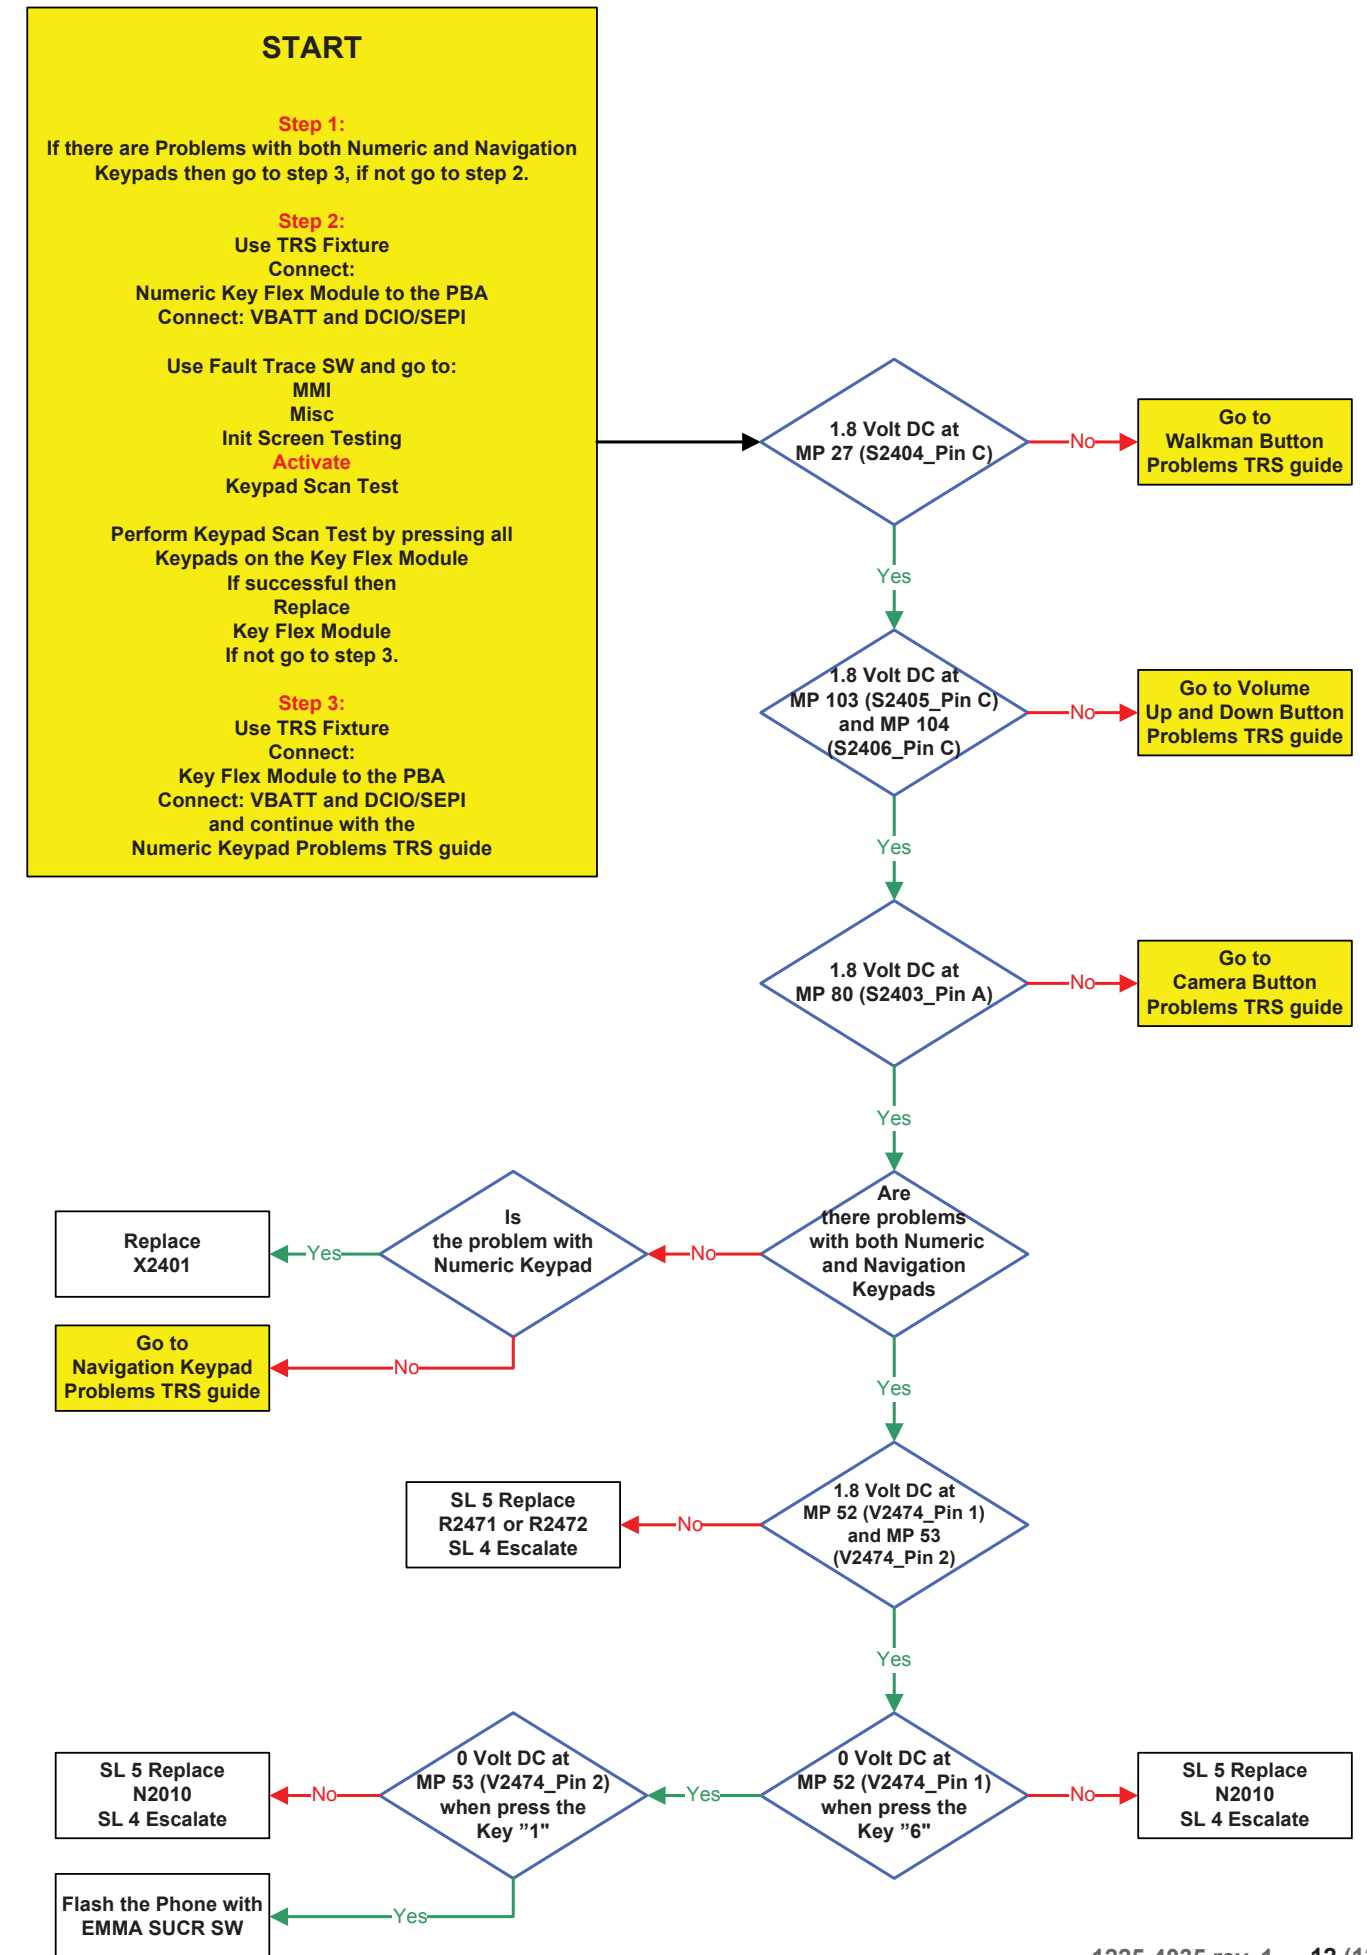 START
Step 1:
If there are Problems with both Numeric and Navigation
Keypads then go to step 3, if not go to step 2.
Step 2:
Use TRS Fixture
Connect:
Numeric Key Flex Module to the PBA
Connect: VBATT and DCIO/SEPI
Use Fault Trace SW and go to:
MMI
Misc
Init Screen Testing
Activate
Keypad Scan Test
Perform Keypad Scan Test by pressing all
Keypads on the Key Flex Module
If successful then
Replace
Key Flex Module
If not go to step 3.
Step 3:
Use TRS Fixture
Connect:
Key Flex Module to the PBA
Connect: VBATT and DCIO/SEPI
and continue with the
Numeric Keypad Problems TRS guide
1.8 Volt DC at
MP 27 (S2404_Pin C)
No
Go to
Walkman Button
Problems TRS guide
Yes
1.8 Volt DC at
MP 103 (S2405_Pin C)
and MP 104
(S2406_Pin C)
No
Go to Volume
Up and Down Button
Problems TRS guide
Yes
1.8 Volt DC at
MP 80 (S2403_Pin A)
No
Go to
Camera Button
Problems TRS guide
Yes
Are
there problems
with both Numeric
and Navigation
Keypads
No
Is
the problem with
Numeric Keypad
Yes
Replace
X2401
No
Go to
Navigation Keypad
Problems TRS guide
Yes
1.8 Volt DC at
MP 52 (V2474_Pin 1)
and MP 53
(V2474_Pin 2)
No
SL 5 Replace
R2471 or R2472
SL 4 Escalate
Yes
0 Volt DC at
MP 52 (V2474_Pin 1)
when press the
Key ”6"
No
SL 5 Replace
N2010
SL 4 Escalate
Yes
0 Volt DC at
MP 53 (V2474_Pin 2)
when press the
Key ”1"
No
SL 5 Replace
N2010
SL 4 Escalate
Yes
Flash the Phone with
EMMA SUCR SW